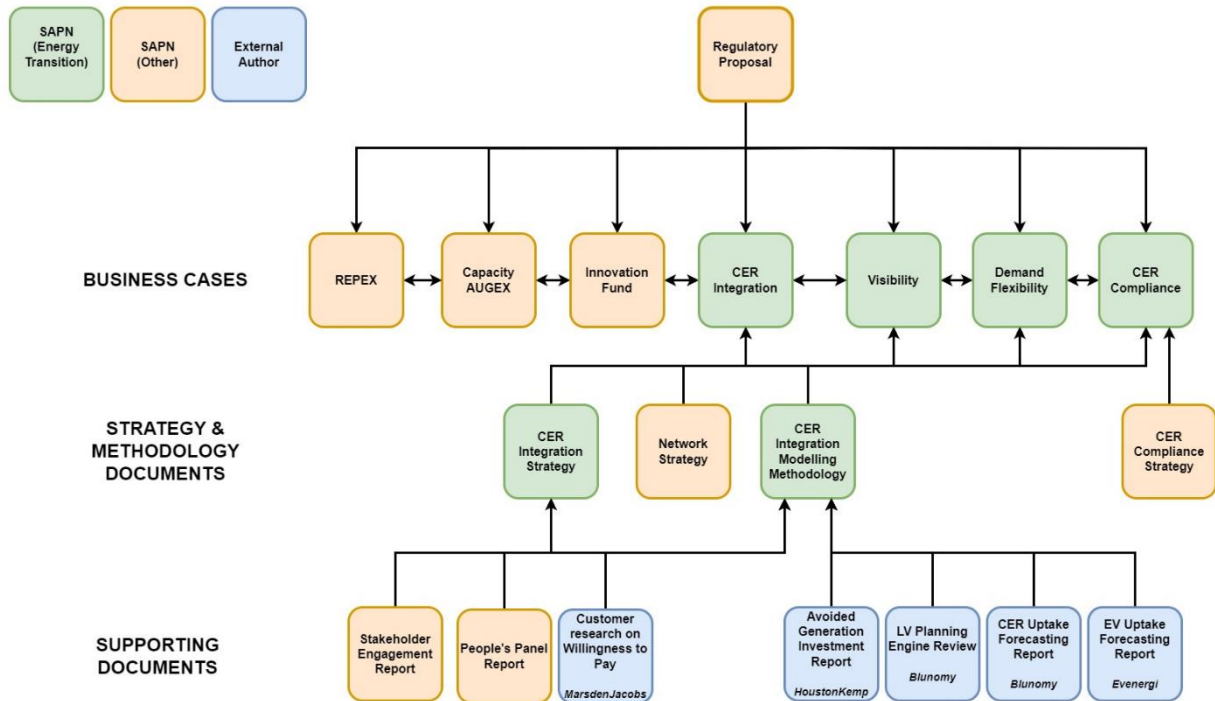 SAPN
(Energy
Transition)
SAPN
(Other)
External
Author
Regulatory
Proposal
BUSINESS CASES
REPEX
Capacity
AUGEX
Innovation
Fund
CER
Integration
Visibility
Demand
Flexibility
CER
Compliance
STRATEGY &
METHODOLOGY
DOCUMENTS
CER
Integration
Strategy
Network
Strategy
CER
Integration
Modelling
Methodology
CER
Compliance
Strategy
SUPPORTING
DOCUMENTS
Stakeholder
Engagement
Report
People's Panel
Report
Customer
research on
Willingness to
Pay
MarsdenJacobs
Avoided
Generation
Investment
Report
HoustonKemp
LV Planning
Engine Review
Blunomy
CER Uptake
Forecasting
Report
Blunomy
EV Uptake
Forecasting
Report
Evenergi